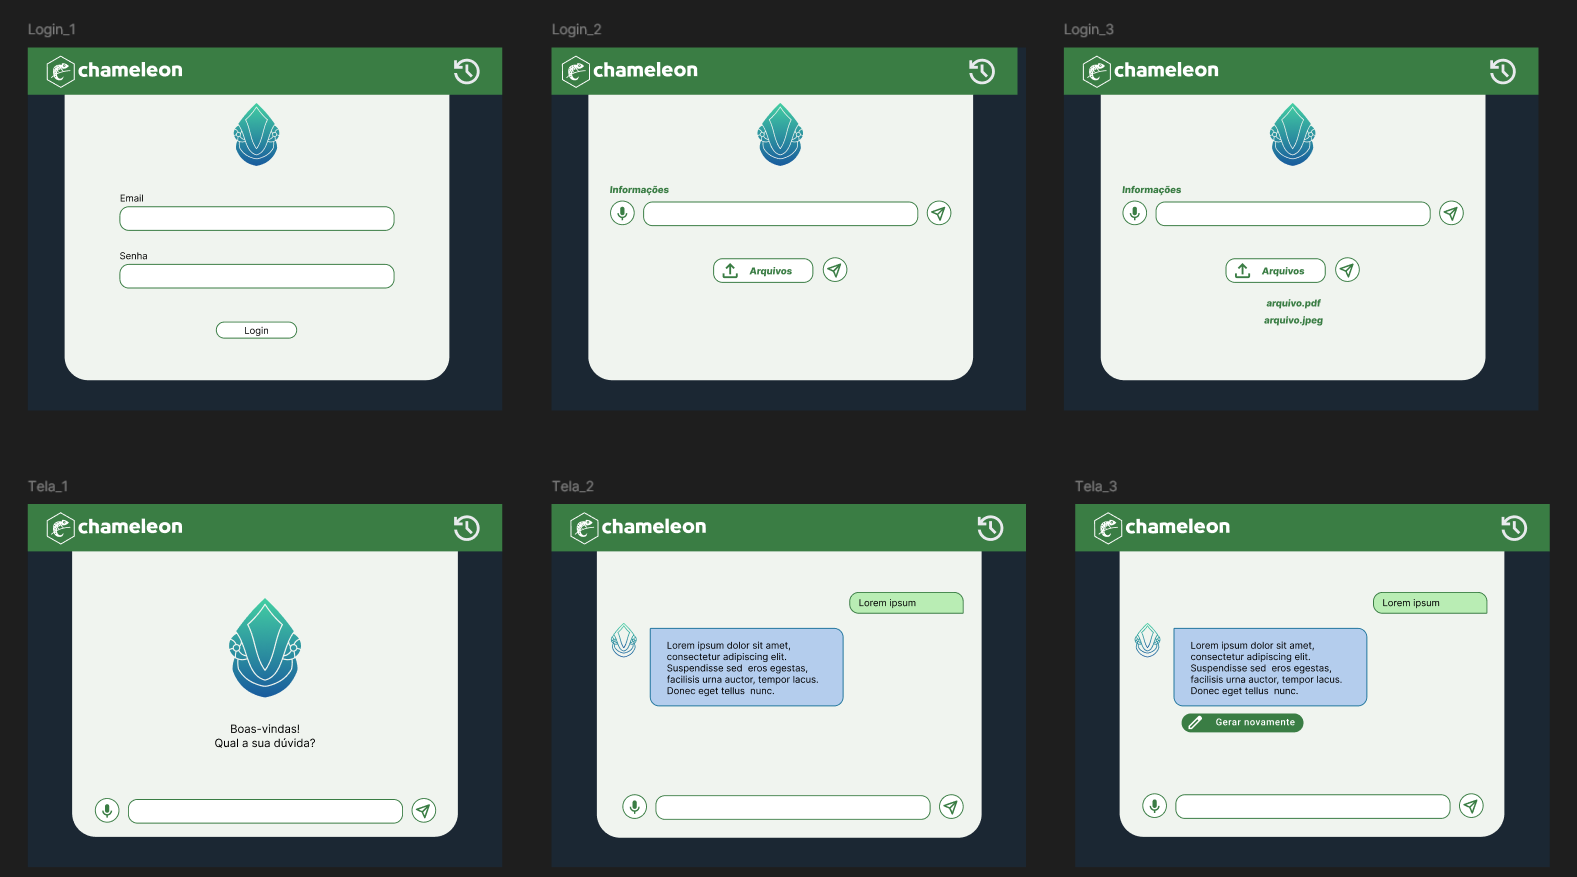 Login_1
chameleon
Email
Senha
Login
Login_2
chameleon
Informações
Arquivos
Login_3
chameleon
Informações
Arquivos
arquivo.pdf
arquivo.jpeg
Tela_1
chameleon
Boas-vindas!
Qual a sua dúvida?
Tela_2
chameleon
Lorem ipsum
Lorem ipsum dolor sit amet,
consectetur adipiscing elit.
Suspendisse sed  eros egestas,
facilisis urna auctor, tempor lacus.
Donec eget tellus  nunc.
Tela_3
chameleon
Lorem ipsum
Lorem ipsum dolor sit amet,
consectetur adipiscing elit.
Suspendisse sed  eros egestas,
facilisis urna auctor, tempor lacus.
Donec eget tellus  nunc.
Gerar novamente